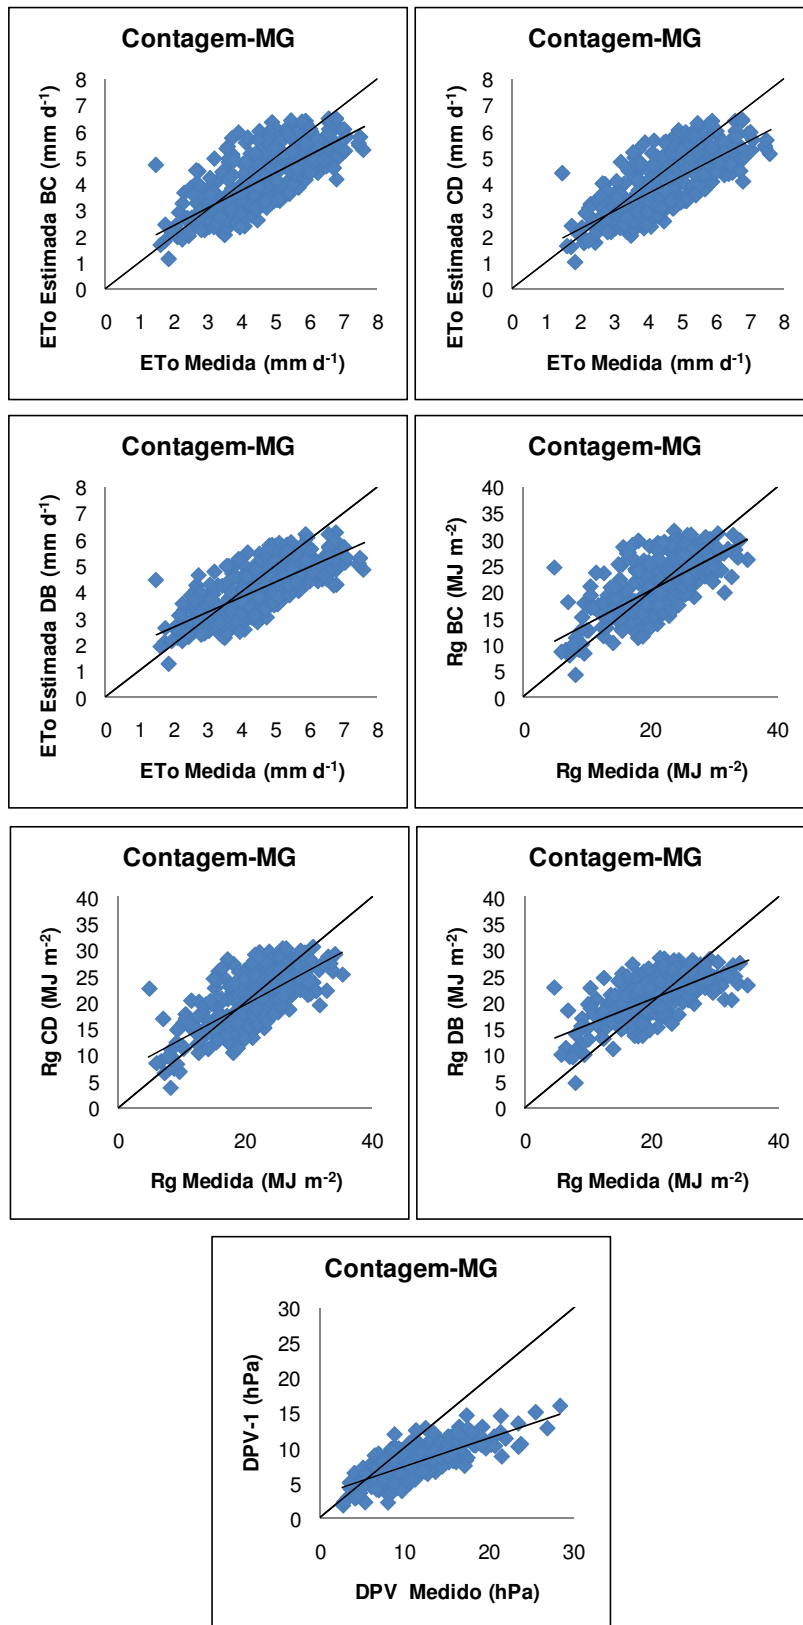 Contagem-MG
8
7
6
5
4
3
2
1
0
ETo Estimada BC (mm d⁻¹)
0 1 2 3 4 5 6 7 8
ETo Medida (mm d⁻¹)
Contagem-MG
8
7
6
5
4
3
2
1
0
ETo Estimada CD (mm d⁻¹)
0 1 2 3 4 5 6 7 8
ETo Medida (mm d⁻¹)
Contagem-MG
8
7
6
5
4
3
2
1
0
ETo Estimada DB (mm d⁻¹)
0 1 2 3 4 5 6 7 8
ETo Medida (mm d⁻¹)
Contagem-MG
40
35
30
25
20
15
10
5
0
Rg BC (MJ m⁻²)
0 20 40
Rg Medida (MJ m⁻²)
Contagem-MG
40
35
30
25
20
15
10
5
0
Rg CD (MJ m⁻²)
0 20 40
Rg Medida (MJ m⁻²)
Contagem-MG
40
35
30
25
20
15
10
5
0
Rg DB (MJ m⁻²)
0 20 40
Rg Medida (MJ m⁻²)
Contagem-MG
30
25
20
15
10
5
0
DPV-1 (hPa)
0 10 20 30
DPV Medido (hPa)